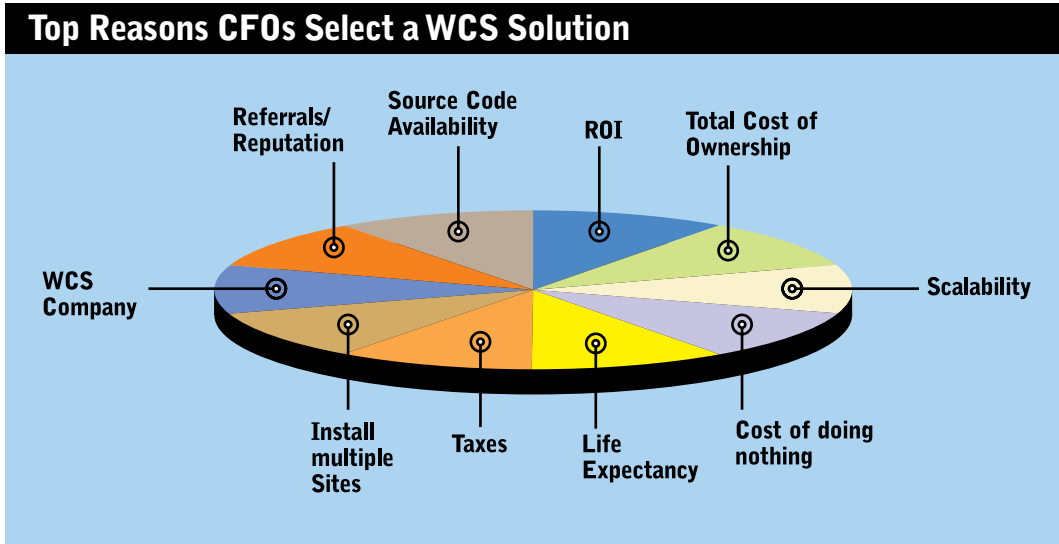 Top Reasons CFOs Select a WCS Solution
Referrals/
Reputation
Source Code
Availability
ROI
Total Cost of
Ownership
WCS
Company
Scalability
Install
multiple
Sites
Taxes
Life
Expectancy
Cost of doing
nothing